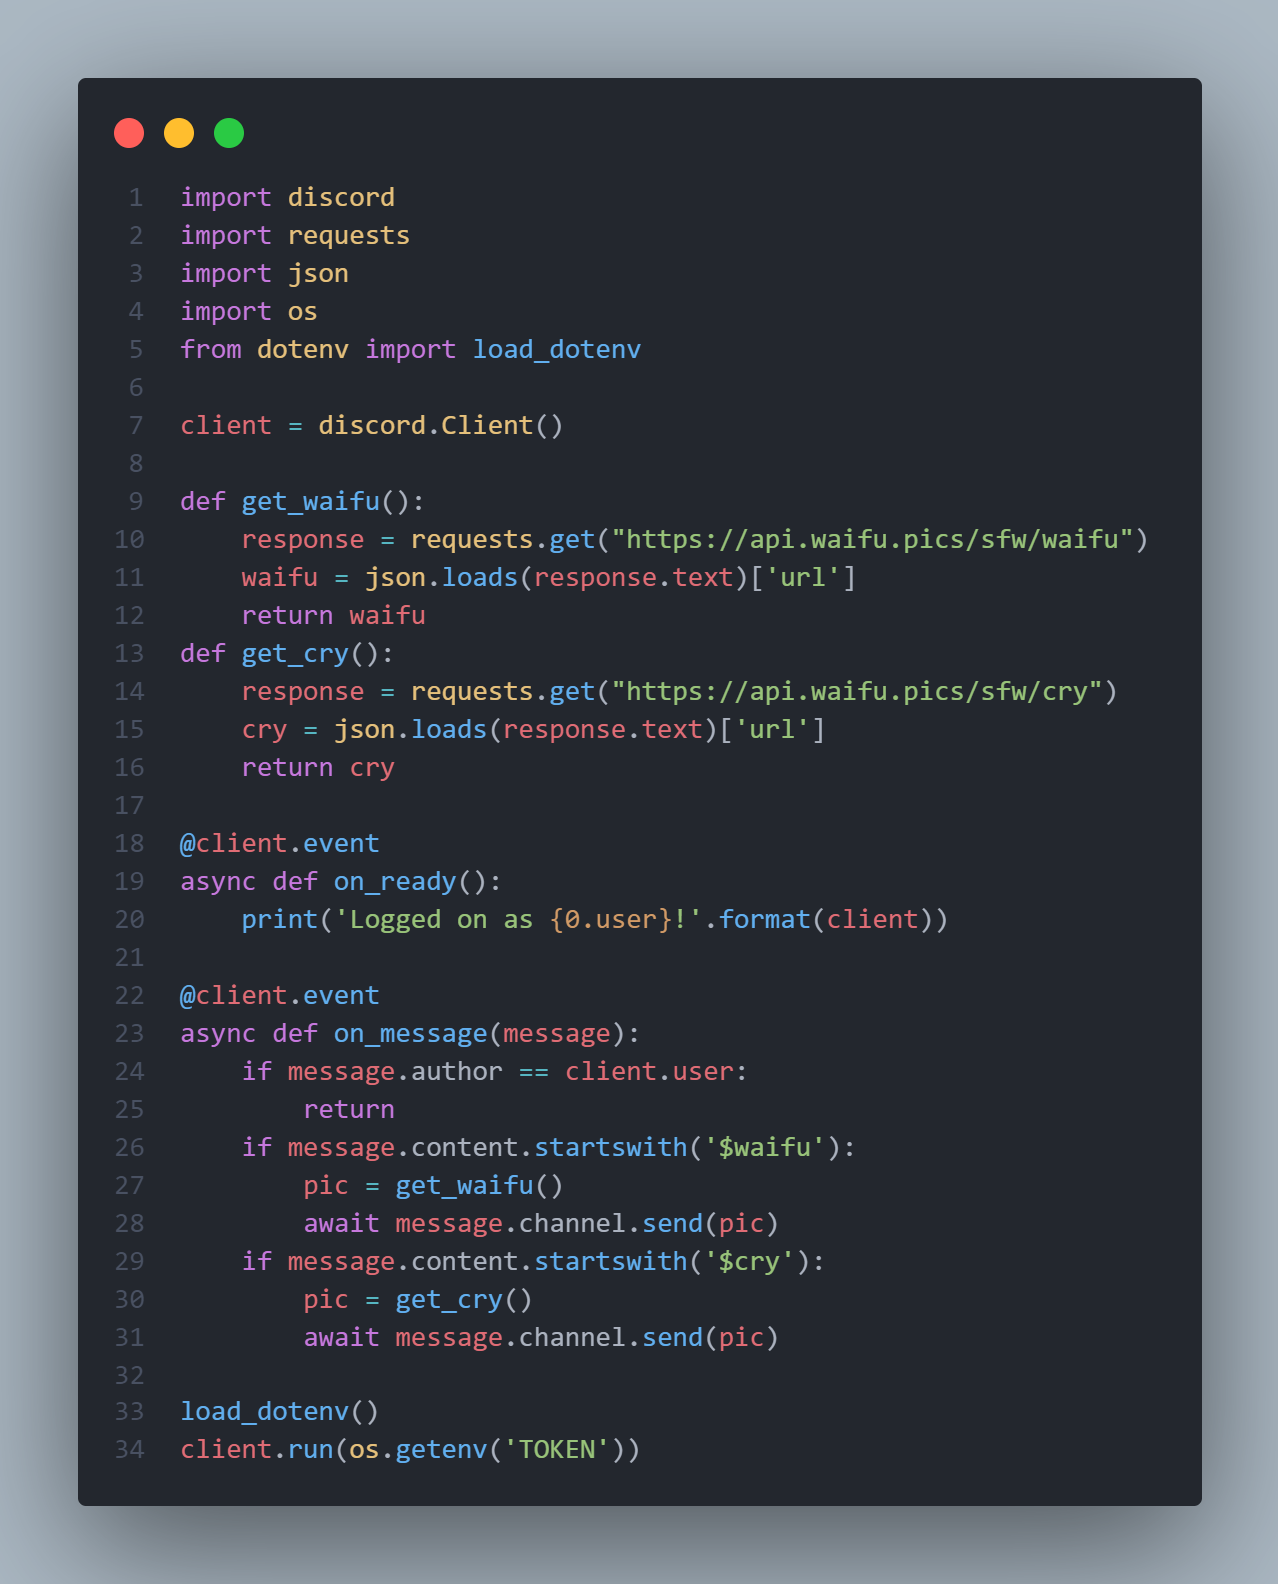 1 import discord
2 import requests
3 import json
4 import os
5 from dotenv import load_dotenv
6
7 client = discord.Client()
8
9 def get_waifu():
10     response = requests.get("https://api.waifu.pics/sfw/waifu")
11     waifu = json.loads(response.text)['url']
12     return waifu
13 def get_cry():
14     response = requests.get("https://api.waifu.pics/sfw/cry")
15     cry = json.loads(response.text)['url']
16     return cry
17
18 @client.event
19 async def on_ready():
20     print('Logged on as {0.user}!'.format(client))
21
22 @client.event
23 async def on_message(message):
24     if message.author == client.user:
25         return
26     if message.content.startswith('$waifu'):
27         pic = get_waifu()
28         await message.channel.send(pic)
29     if message.content.startswith('$cry'):
30         pic = get_cry()
31         await message.channel.send(pic)
32
33 load_dotenv()
34 client.run(os.getenv('TOKEN'))